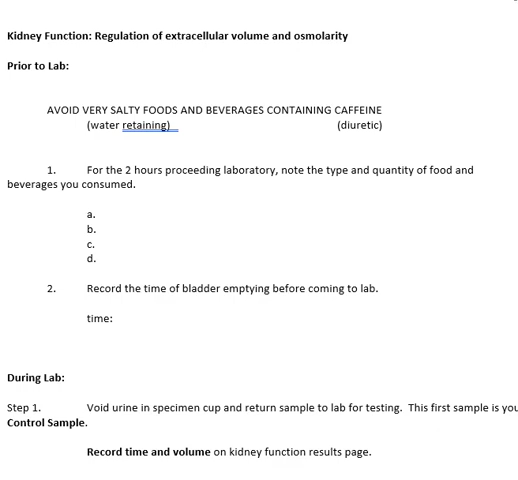 Kidney Function: Regulation of extracellular volume and osmolarity
Prior to Lab:
AVOID VERY SALTY FOODS AND BEVERAGES CONTAINING CAFFEINE
(water retaining) (diuretic)
1. For the 2 hours proceeding laboratory, note the type and quantity of food and
beverages you consumed.
a.
b.
c.
d.
2. Record the time of bladder emptying before coming to lab.
time:
During Lab:
Step 1. Void urine in specimen cup and return sample to lab for testing. This first sample is you
Control Sample.
Record time and volume on kidney function results page.